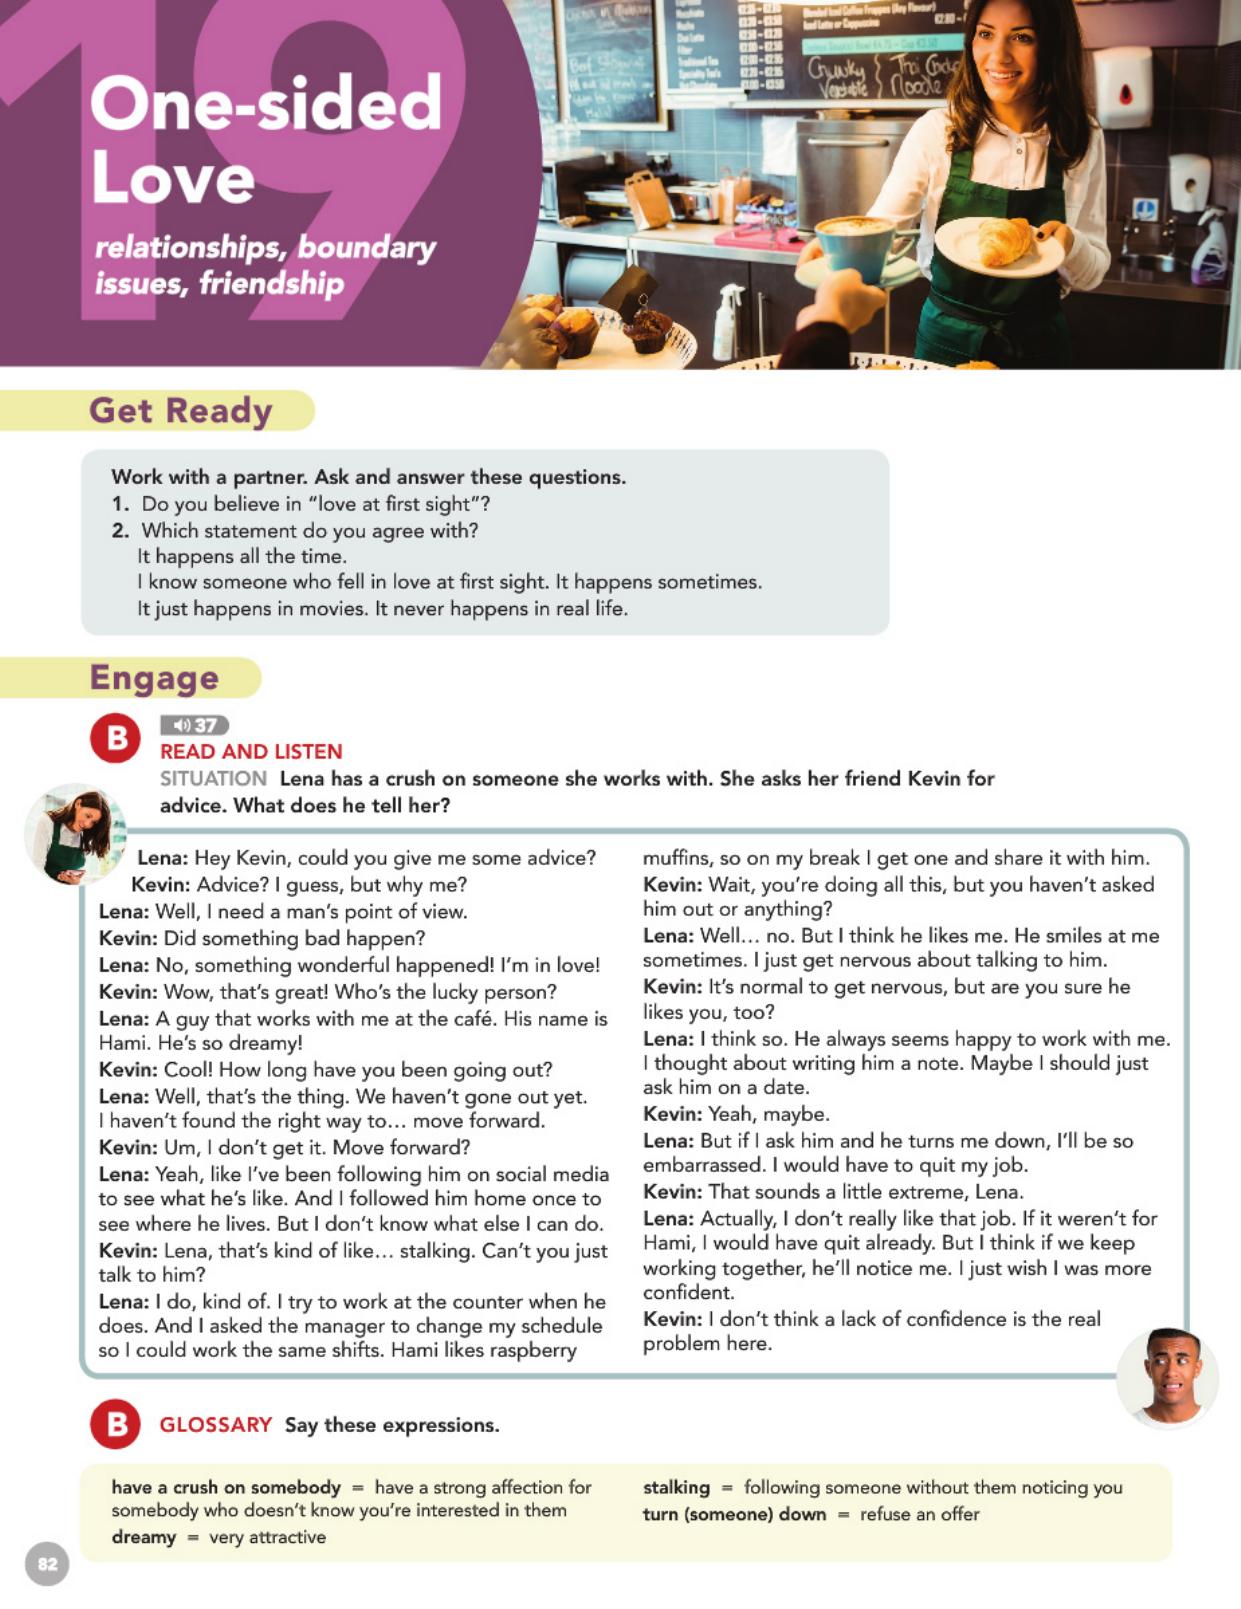 19
One-sided
Love
relationships, boundary
issues, friendship
Chunky
Vegetable
Thai
Noodle
Get Ready
Work with a partner. Ask and answer these questions.
1. Do you believe in “love at first sight”?
2. Which statement do you agree with?
It happens all the time.
I know someone who fell in love at first sight. It happens sometimes.
It just happens in movies. It never happens in real life.
Engage
B
37
READ AND LISTEN
SITUATION Lena has a crush on someone she works with. She asks her friend Kevin for
advice. What does he tell her?
Lena: Hey Kevin, could you give me some advice?
Kevin: Advice? I guess, but why me?
Lena: Well, I need a man’s point of view.
Kevin: Did something bad happen?
Lena: No, something wonderful happened! I’m in love!
Kevin: Wow, that’s great! Who’s the lucky person?
Lena: A guy that works with me at the café. His name is
Hami. He’s so dreamy!
Kevin: Cool! How long have you been going out?
Lena: Well, that’s the thing. We haven’t gone out yet.
I haven’t found the right way to… move forward.
Kevin: Um, I don’t get it. Move forward?
Lena: Yeah, like I’ve been following him on social media
to see what he’s like. And I followed him home once to
see where he lives. But I don’t know what else I can do.
Kevin: Lena, that’s kind of like… stalking. Can’t you just
talk to him?
Lena: I do, kind of. I try to work at the counter when he
does. And I asked the manager to change my schedule
so I could work the same shifts. Hami likes raspberry
muffins, so on my break I get one and share it with him.
Kevin: Wait, you’re doing all this, but you haven’t asked
him out or anything?
Lena: Well… no. But I think he likes me. He smiles at me
sometimes. I just get nervous about talking to him.
Kevin: It’s normal to get nervous, but are you sure he
likes you, too?
Lena: I think so. He always seems happy to work with me.
I thought about writing him a note. Maybe I should just
ask him on a date.
Kevin: Yeah, maybe.
Lena: But if I ask him and he turns me down, I’ll be so
embarrassed. I would have to quit my job.
Kevin: That sounds a little extreme, Lena.
Lena: Actually, I don’t really like that job. If it weren’t for
Hami, I would have quit already. But I think if we keep
working together, he’ll notice me. I just wish I was more
confident.
Kevin: I don’t think a lack of confidence is the real
problem here.
B
GLOSSARY Say these expressions.
have a crush on somebody = have a strong affection for
somebody who doesn’t know you’re interested in them
dreamy = very attractive
stalking = following someone without them noticing you
turn (someone) down = refuse an offer
82